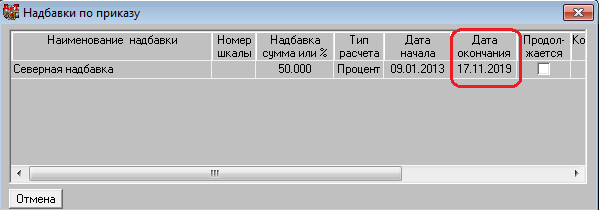 Надбавки по приказу
Наименование надбавки Номер шкалы Надбавка сумма или % Тип расчета Дата начала Дата окончания Продол-жается Ко
Северная надбавка 50.000 Процент 09.01.2013 17.11.2019
Отмена